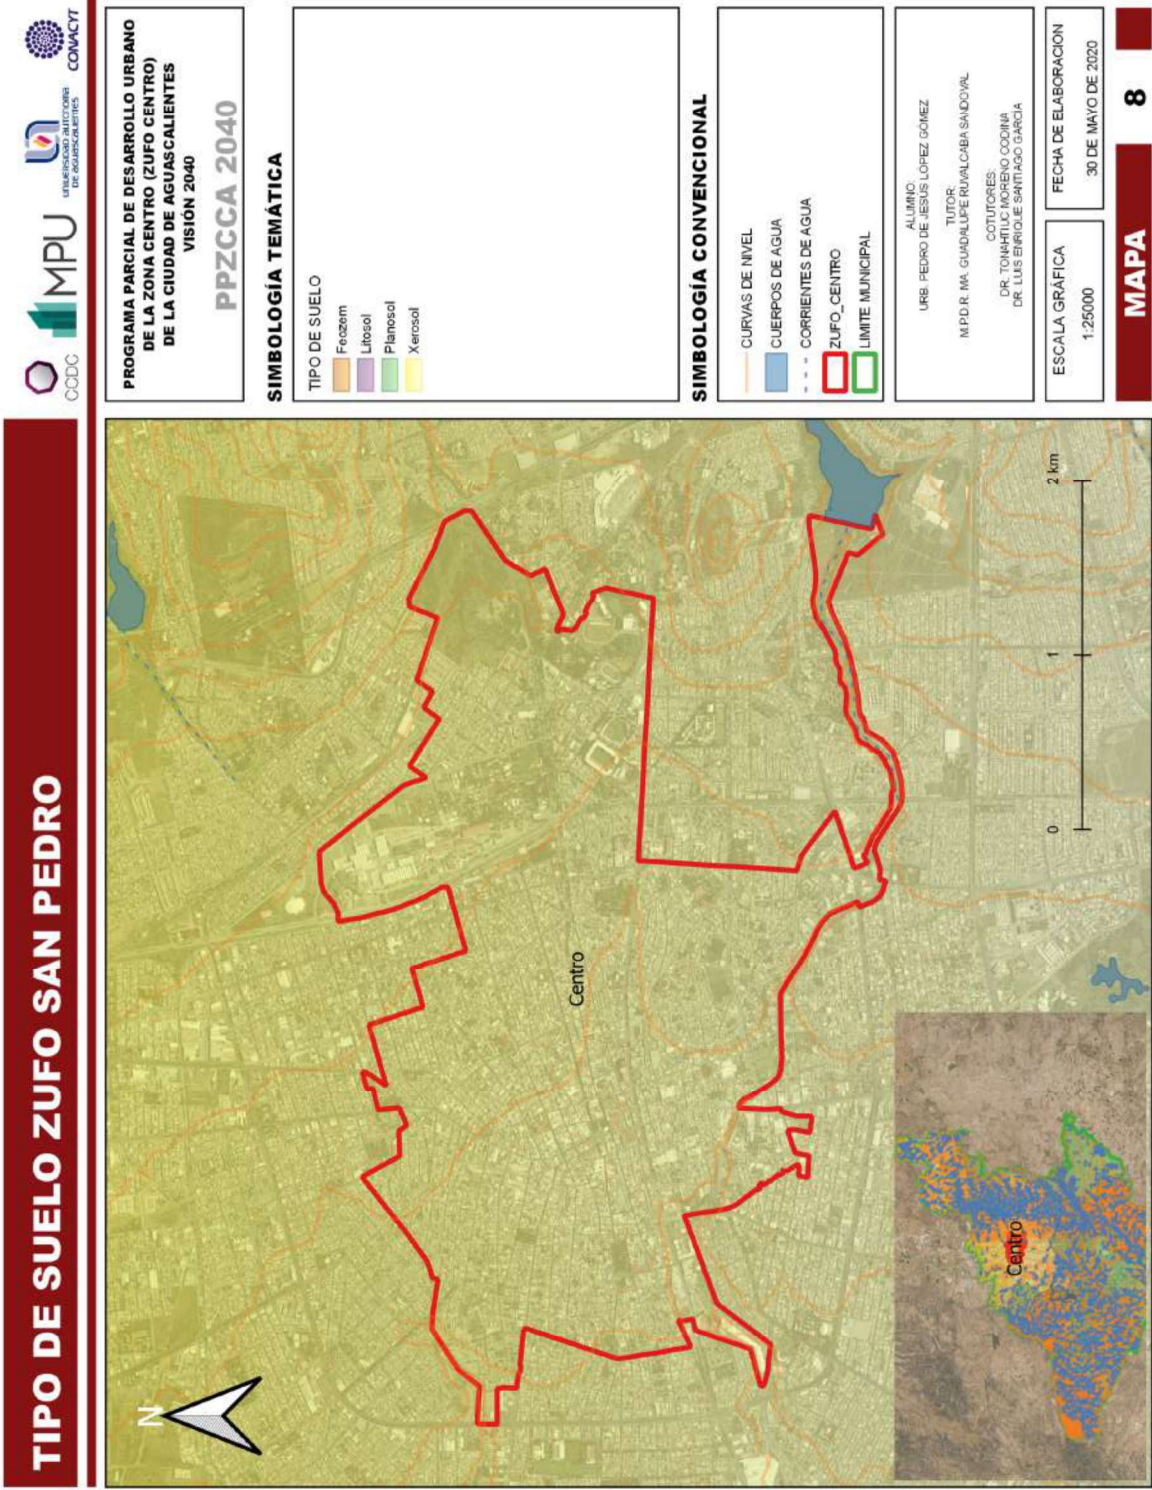 TIPO DE SUELO ZUFO SAN PEDRO
CCDC
IMPU
UNIVERSIDAD AUTONOMA
DE AGUASCALIENTES
CONACYT
PROGRAMA PARCIAL DE DESARROLLO URBANO
DE LA ZONA CENTRO (ZUFO CENTRO)
DE LA CIUDAD DE AGUASCALIENTES
VISIÓN 2040
PPZCCA 2040
SIMBOLOGÍA TEMÁTICA
TIPO DE SUELO
Feozem
Litosol
Planosol
Xerosol
SIMBOLOGÍA CONVENCIONAL
CURVAS DE NIVEL
CUERPOS DE AGUA
CORRIENTES DE AGUA
ZUFO_CENTRO
LIMITE MUNICIPAL
ALUMNO:
URB. PEDRO DE JESÚS LÓPEZ GÓMEZ
TUTOR:
M.P.D.R. MA. GUADALUPE RUVALCABA SANDOVAL
COTUTORES:
DR. TONAHTIUC MORENO CODINA
DR. LUIS ENRIQUE SANTIAGO GARCÍA
ESCALA GRÁFICA
1:25000
FECHA DE ELABORACION
30 DE MAYO DE 2020
MAPA 8
N
Centro
0 1 2 km
Centro